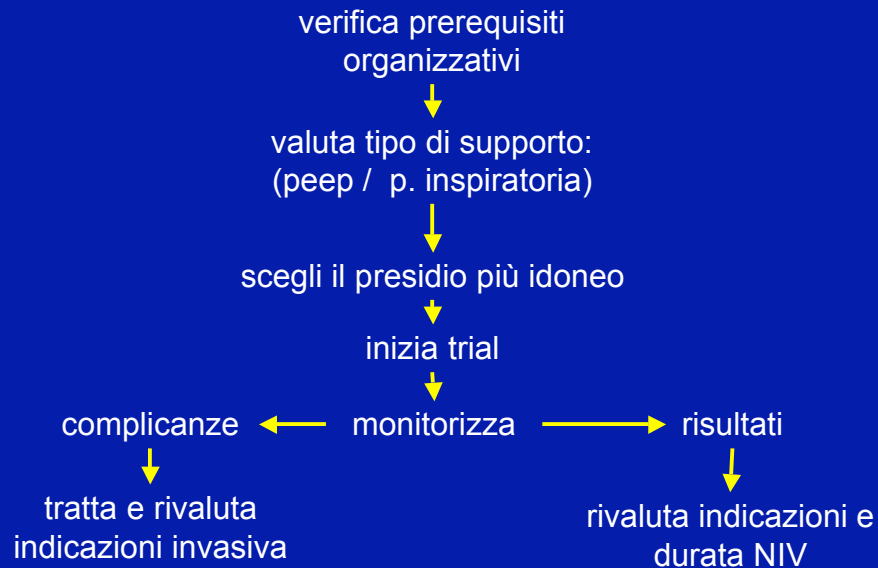 verifica prerequisiti
organizzativi
valuta tipo di supporto:
(peep / p. inspiratoria)
scegli il presidio più idoneo
inizia trial
complicanze
monitorizza
risultati
tratta e rivaluta
indicazioni invasiva
rivaluta indicazioni e
durata NIV